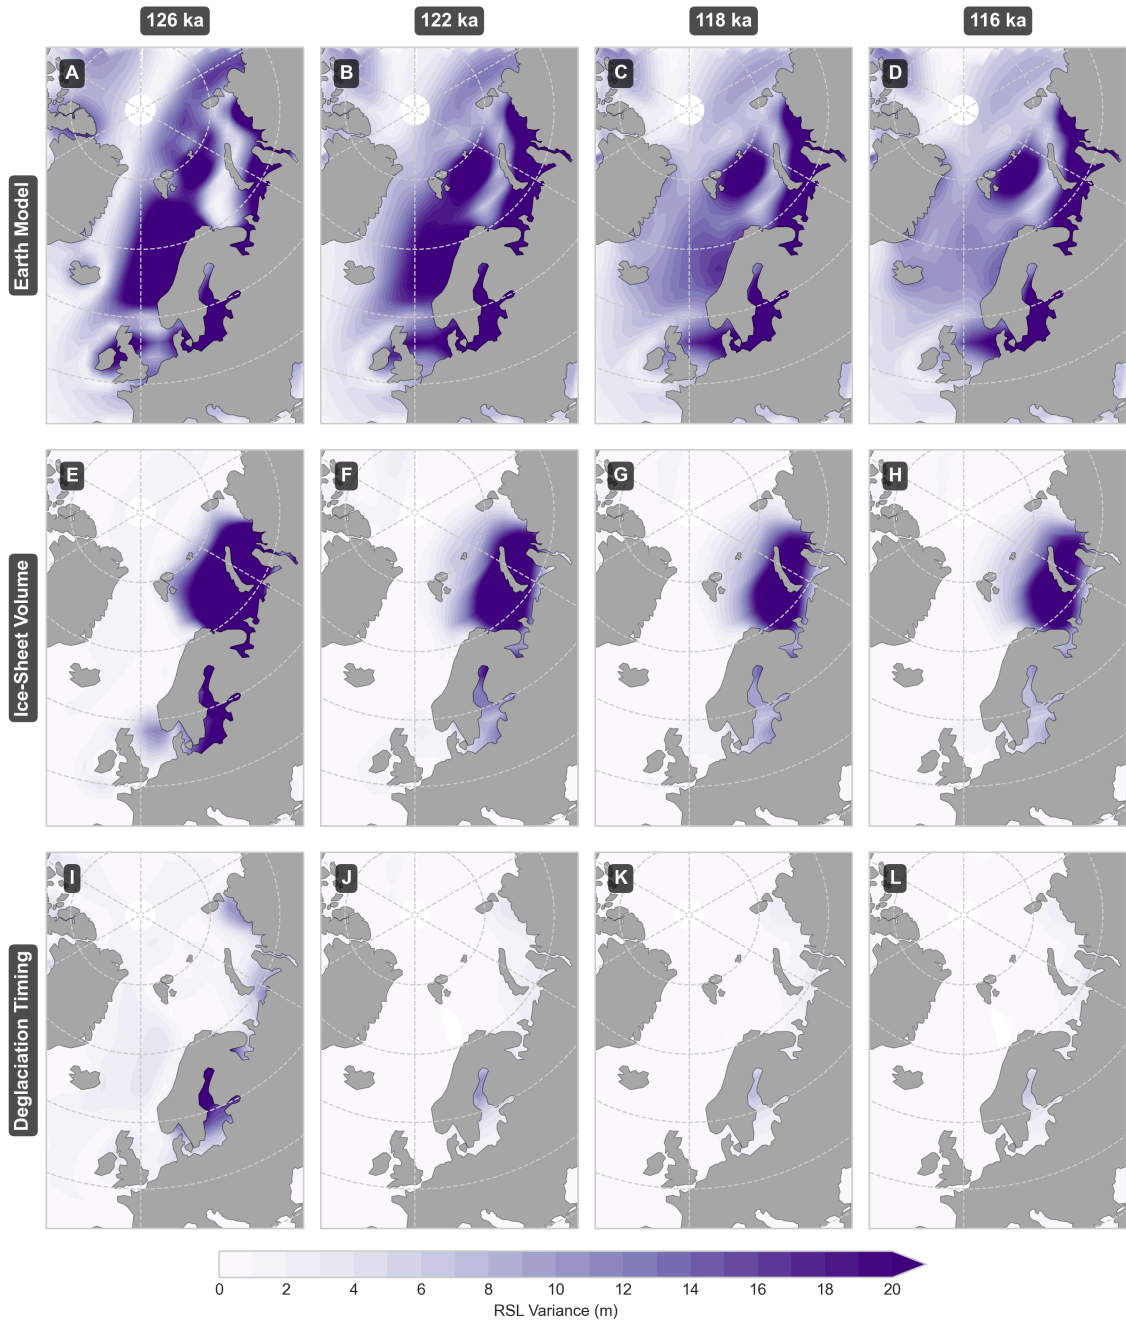 126 ka
122 ka
118 ka
116 ka
Earth Model
A
B
C
D
Ice-Sheet Volume
E
F
G
H
Deglaciation Timing
I
J
K
L
0 2 4 6 8 10 12 14 16 18 20
RSL Variance (m)